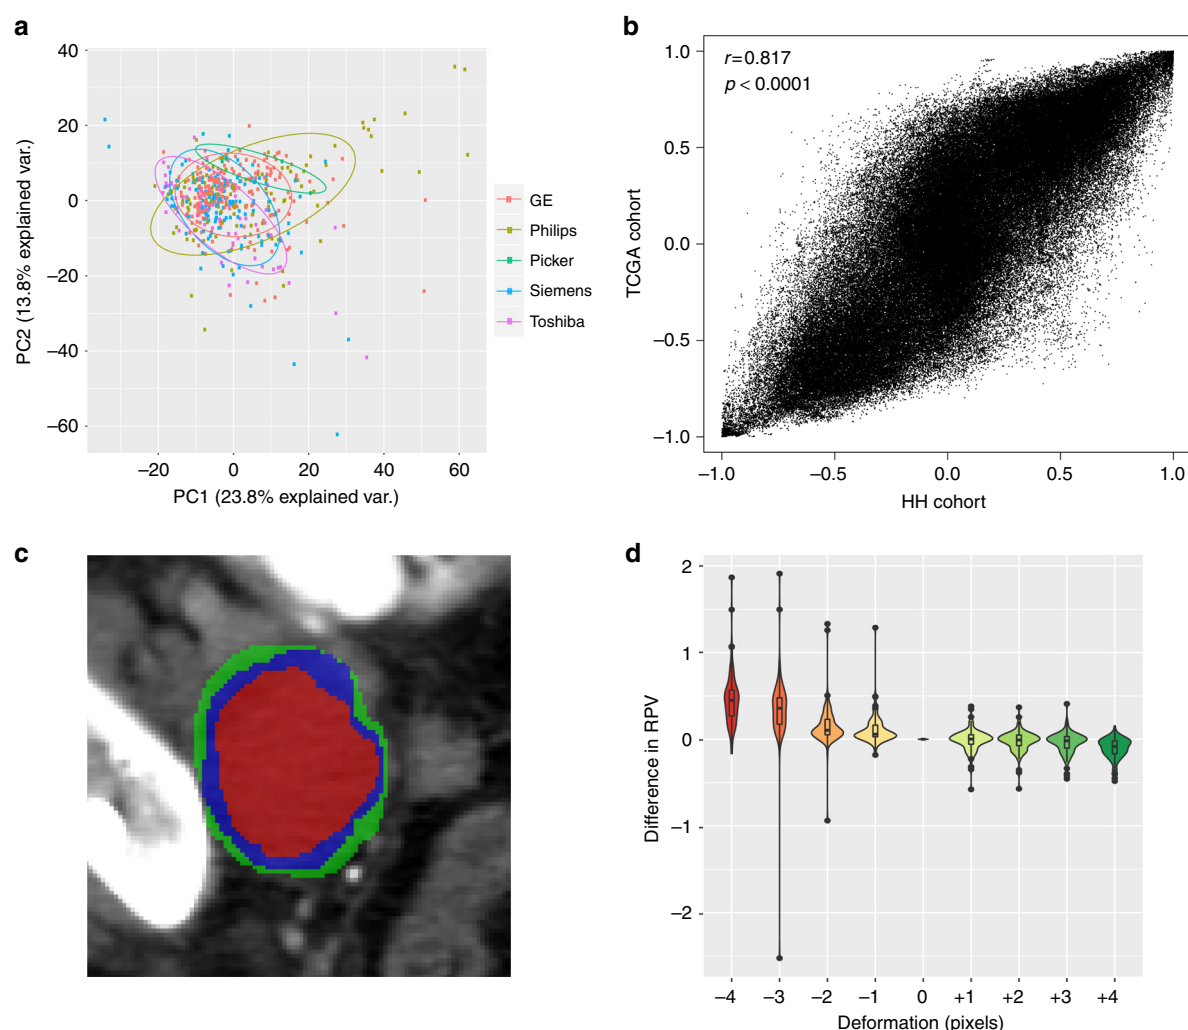 a
40
20
0
−20
−40
−60
PC2 (13.8% explained var.)
−20
0
20
40
60
PC1 (23.8% explained var.)
GE
Philips
Picker
Siemens
Toshiba
b
r=0.817
p < 0.0001
1.0
0.5
0.0
−0.5
−1.0
TCGA cohort
−1.0
−0.5
0.0
0.5
1.0
HH cohort
c
d
2
1
0
−1
−2
Difference in RPV
−4
−3
−2
−1
0
+1
+2
+3
+4
Deformation (pixels)